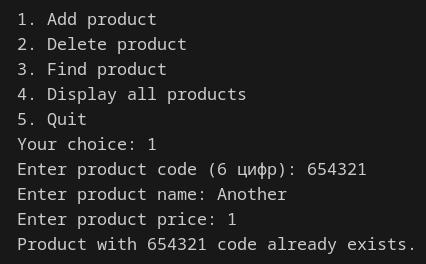 1. Add product
2. Delete product
3. Find product
4. Display all products
5. Quit
Your choice: 1
Enter product code (6 цифр): 654321
Enter product name: Another
Enter product price: 1
Product with 654321 code already exists.